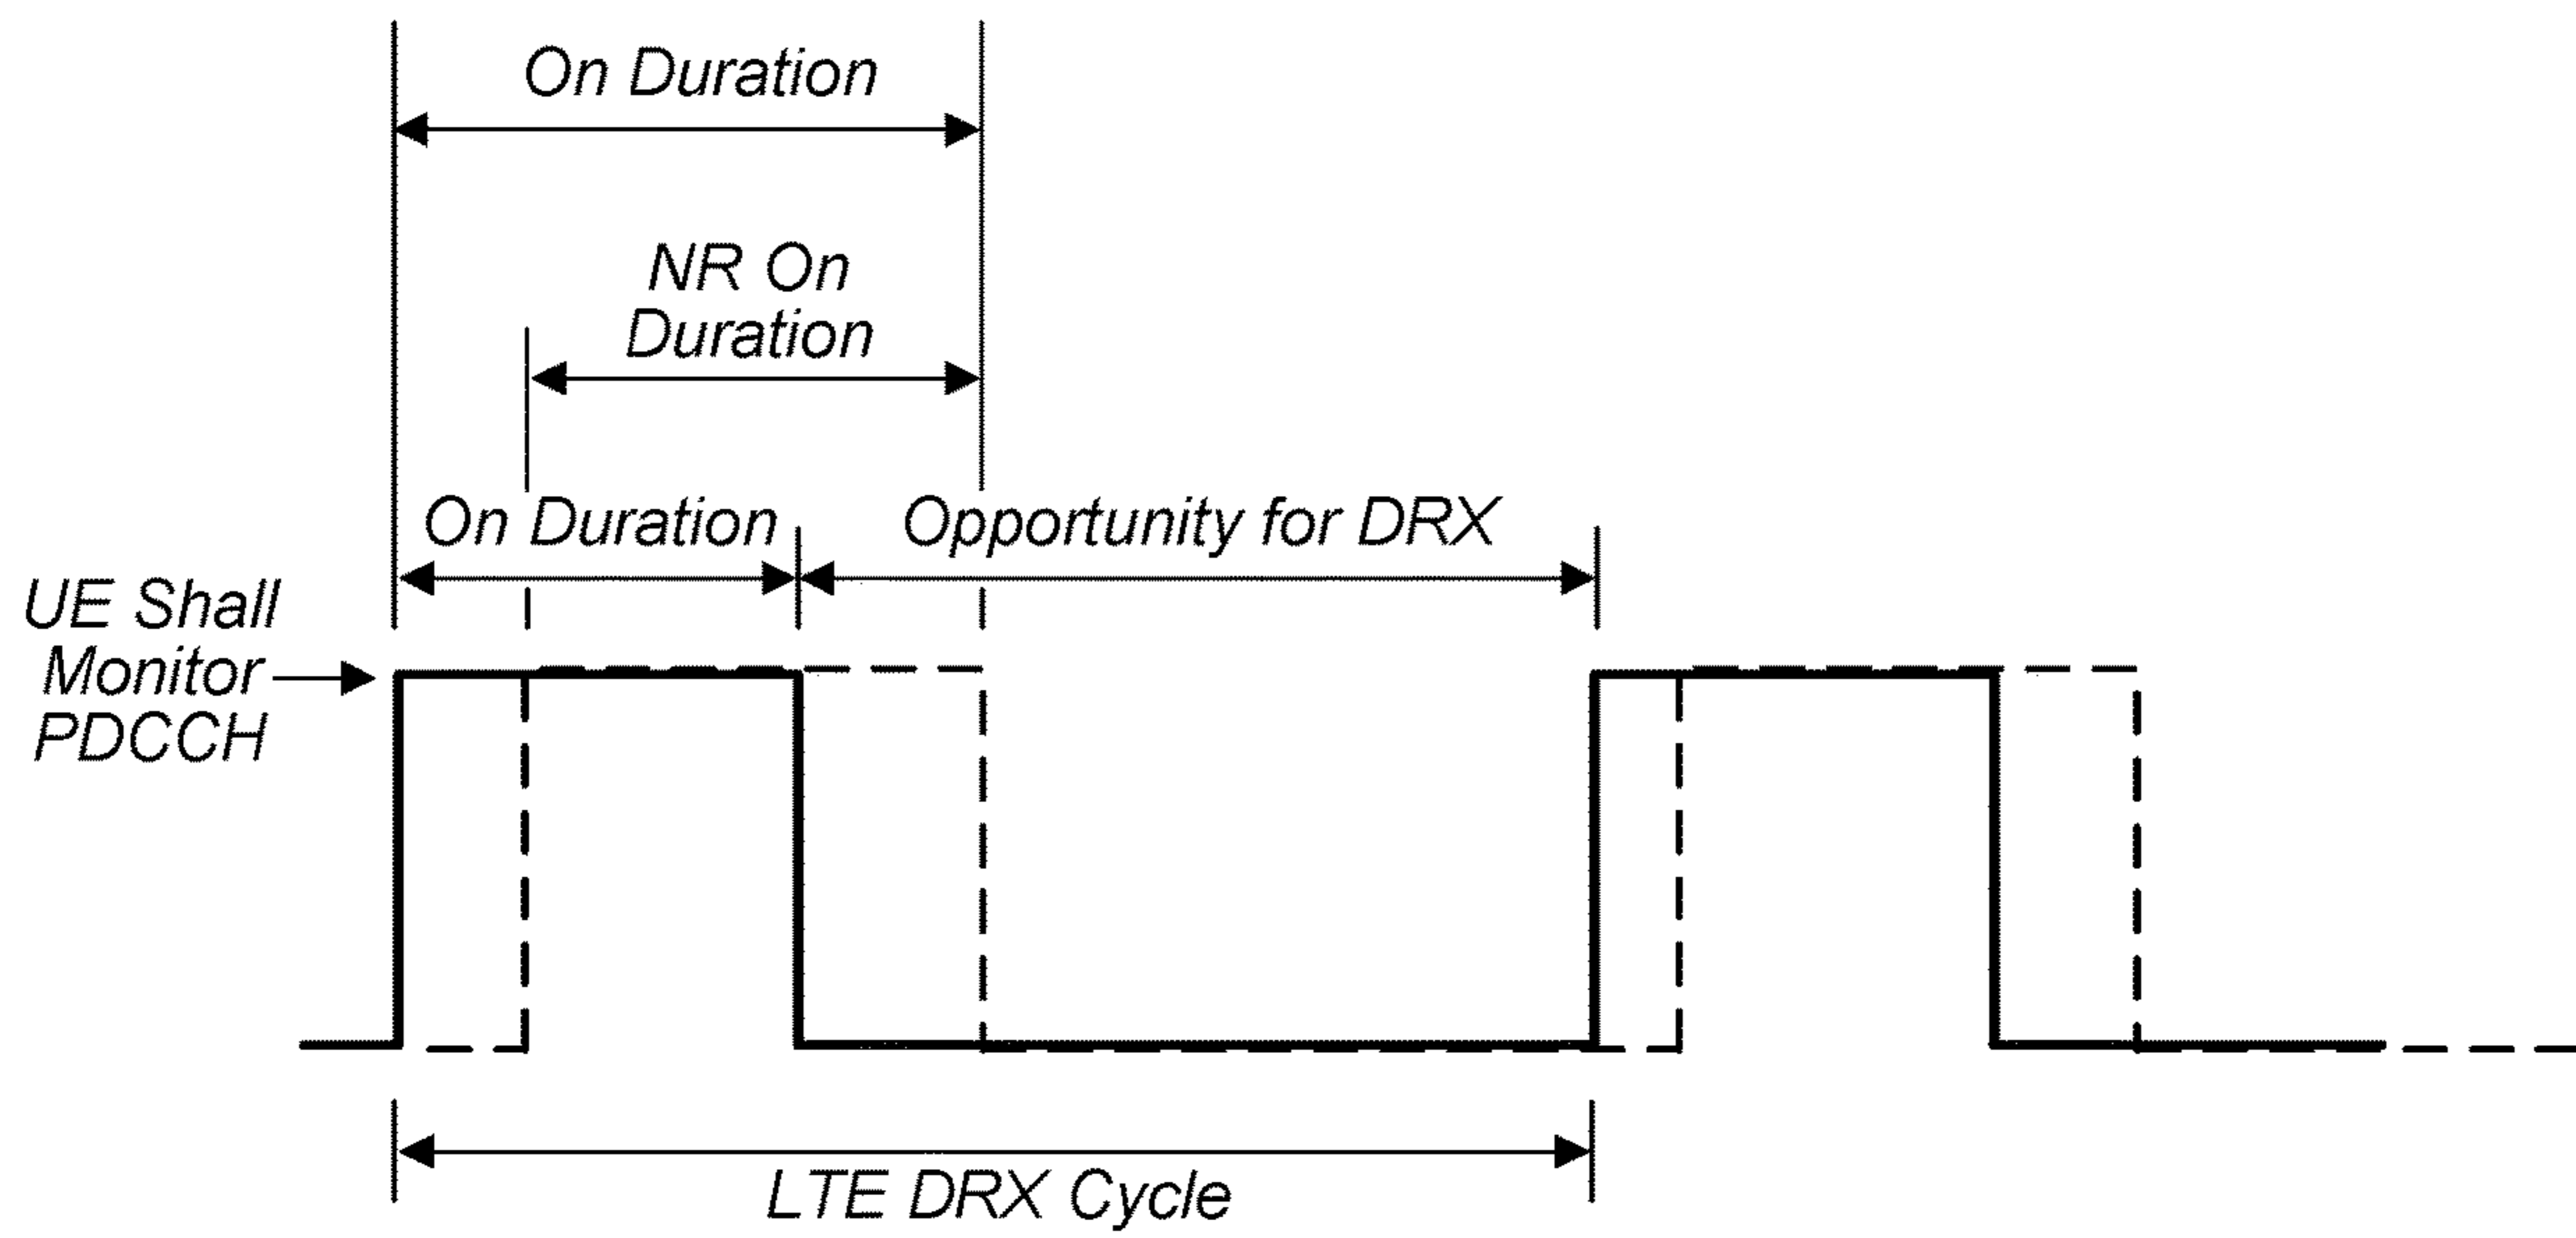 On Duration
NR On
Duration
On Duration
Opportunity for DRX
UE Shall
Monitor
PDCCH
LTE DRX Cycle